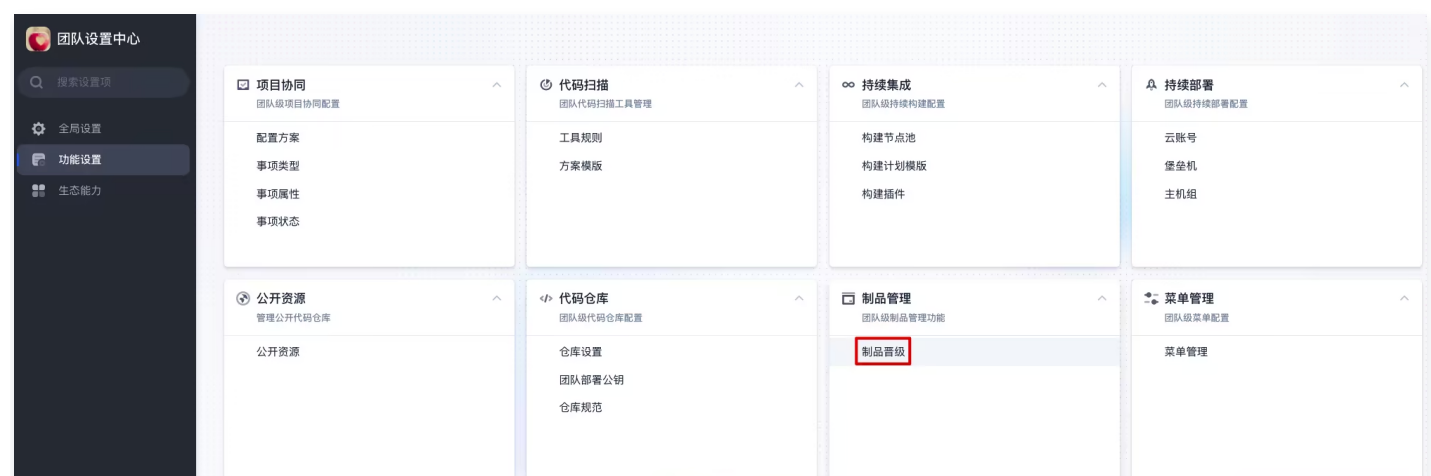 团队设置中心
搜索设置项
全局设置
功能设置
生态能力
项目协同
团队级项目协同配置
配置方案
事项类型
事项属性
事项状态
代码扫描
团队代码扫描工具管理
工具规则
方案模版
持续集成
团队级持续构建配置
构建节点池
构建计划模版
构建插件
持续部署
团队级持续部署配置
云账号
堡垒机
主机组
公开资源
管理公开代码仓库
公开资源
代码仓库
团队级代码仓库配置
仓库设置
团队部署公钥
仓库规范
制品管理
团队级制品管理功能
制品晋级
菜单管理
团队级菜单配置
菜单管理